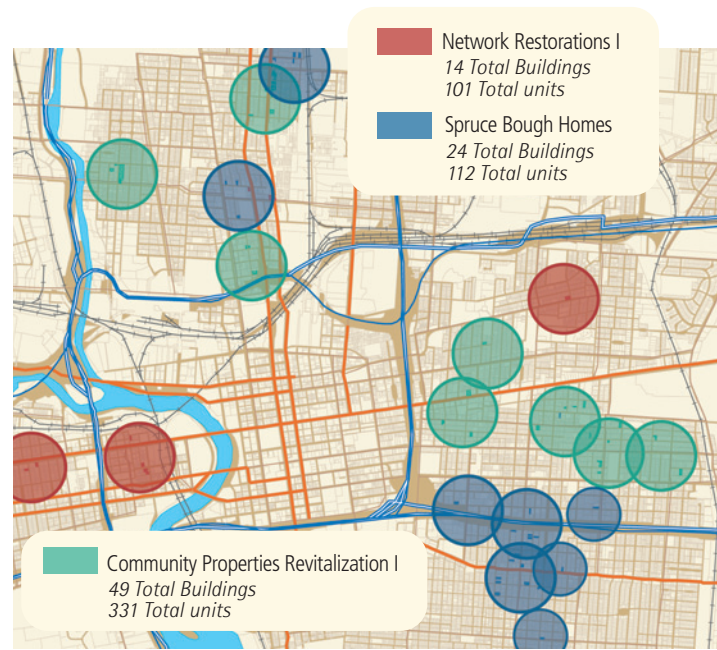 Network Restorations I
14 Total Buildings
101 Total units
Spruce Bough Homes
24 Total Buildings
112 Total units
Community Properties Revitalization I
49 Total Buildings
331 Total units